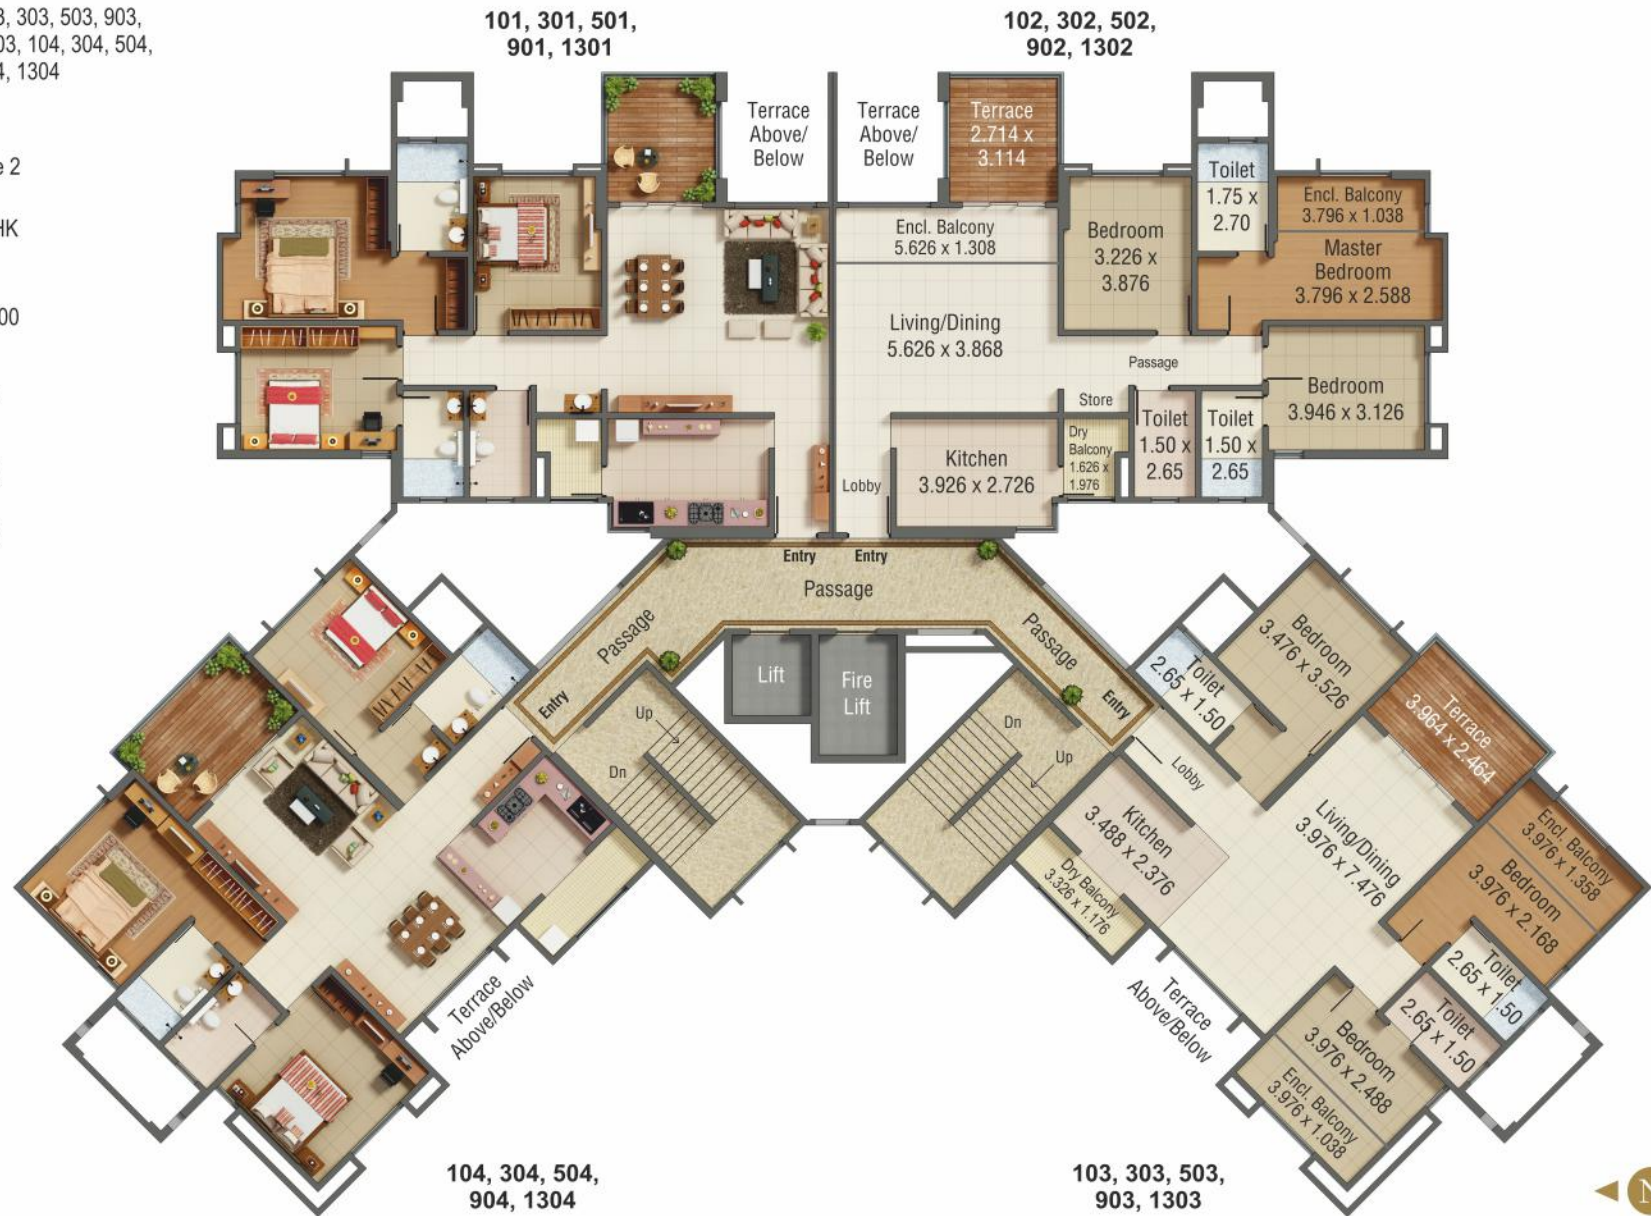 3, 303, 503, 903,
03, 104, 304, 504,
4, 1304
e 2
HK
00
101, 301, 501,
901, 1301
102, 302, 502,
902, 1302
Terrace
Above/
Below
Terrace
Above/
Below
Terrace
2.714 x
3.114
Toilet
1.75 x
2.70
Encl. Balcony
3.796 x 1.038
Encl. Balcony
5.626 x 1.308
Bedroom
3.226 x
3.876
Master
Bedroom
3.796 x 2.588
Living/Dining
5.626 x 3.868
Passage
Bedroom
3.946 x 3.126
Store
Toilet
1.50 x
2.65
Toilet
1.50 x
2.65
Dry
Balcony
1.626 x
1.976
Kitchen
3.926 x 2.726
Lobby
Entry
Entry
Passage
Passage
Passage
Entry
Entry
Lift
Fire
Lift
Up
Dn
Dn
Up
Bedroom
3.476 x 3.526
Toilet
2.65 x 1.50
Terrace
3.964 x 2.464
Lobby
Kitchen
3.488 x 2.376
Living/Dining
3.976 x 7.476
Encl. Balcony
3.976 x 1.358
Bedroom
3.976 x 2.168
Dry Balcony
3.326 x 1.176
Toilet
2.65 x 1.50
Toilet
2.65 x 1.50
Terrace
Above/Below
Terrace
Above/Below
Bedroom
3.976 x 2.488
Encl. Balcony
3.976 x 1.038
104, 304, 504,
904, 1304
103, 303, 503,
903, 1303
N